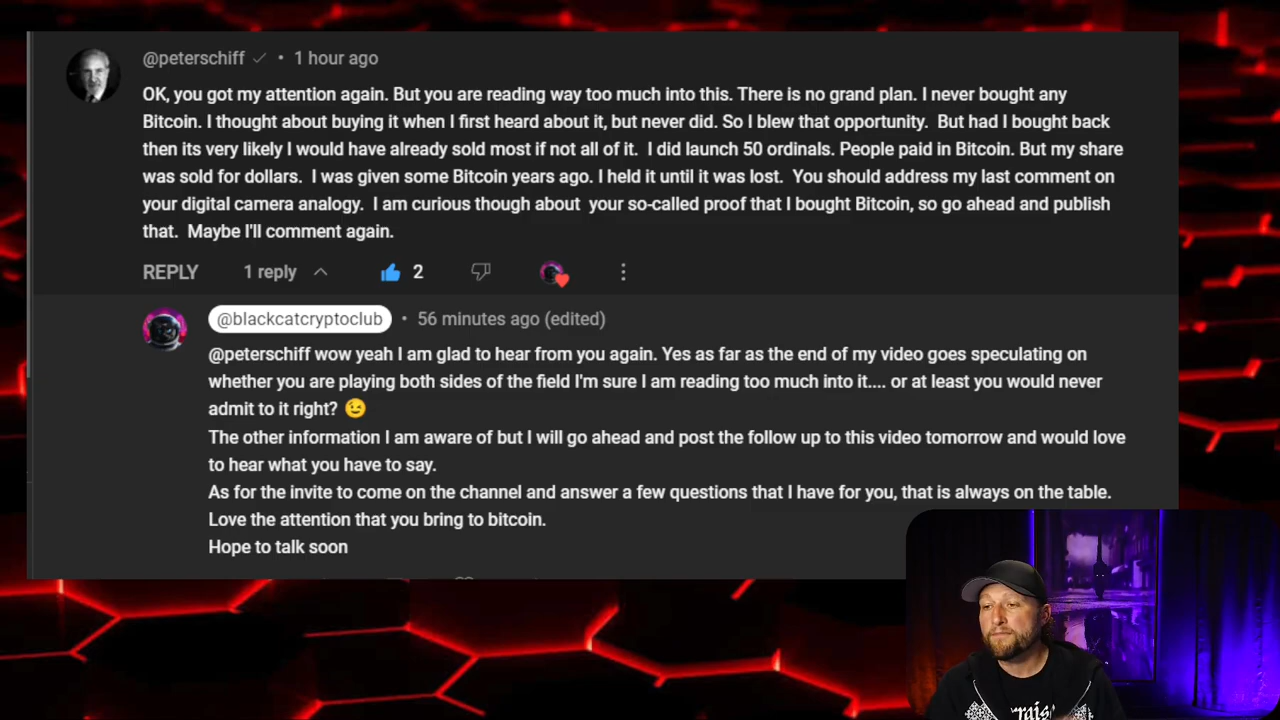 @peterschiff ✓ • 1 hour ago
OK, you got my attention again. But you are reading way too much into this. There is no grand plan. I never bought any
Bitcoin. I thought about buying it when I first heard about it, but never did. So I blew that opportunity.  But had I bought back
then its very likely I would have already sold most if not all of it.  I did launch 50 ordinals. People paid in Bitcoin. But my share
was sold for dollars.  I was given some Bitcoin years ago. I held it until it was lost.  You should address my last comment on
your digital camera analogy.  I am curious though about  your so-called proof that I bought Bitcoin, so go ahead and publish
that.  Maybe I'll comment again.
REPLY 1 reply 2
@blackcatcryptoclub • 56 minutes ago (edited)
@peterschiff wow yeah I am glad to hear from you again. Yes as far as the end of my video goes speculating on
whether you are playing both sides of the field I'm sure I am reading too much into it.... or at least you would never
admit to it right? 😉
The other information I am aware of but I will go ahead and post the follow up to this video tomorrow and would love
to hear what you have to say.
As for the invite to come on the channel and answer a few questions that I have for you, that is always on the table.
Love the attention that you bring to bitcoin.
Hope to talk soon